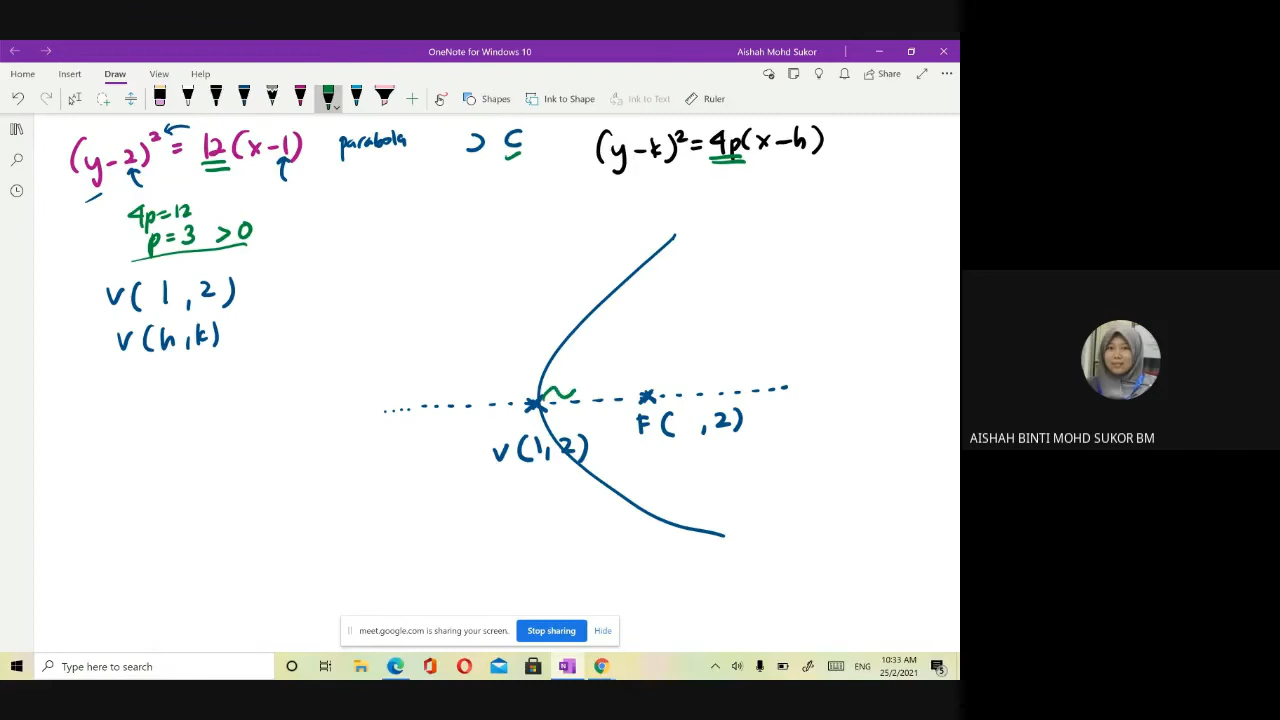 OneNote for Windows 10
Aishah Mohd Sukor
Home Insert Draw View Help
Share
Shapes Ink to Shape Ink to Text Ruler
(y-2)² = 12(x-1) parabola ⊃ C (y-k)² = 4p(x-h)
4p=12
p=3 >0
V(1,2)
V(h,k)
F( ,2)
V(1,2)
AISHAH BINTI MOHD SUKOR BM
meet.google.com is sharing your screen. Stop sharing Hide
Type here to search
ENG
10:33 AM
25/2/2021
5